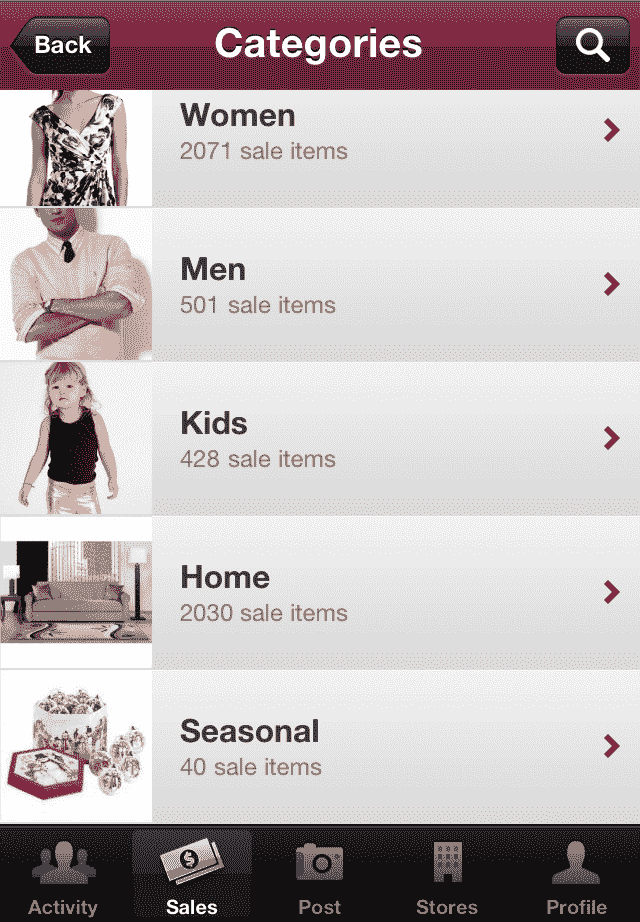 Back
Categories
Women
2071 sale items
Men
501 sale items
Kids
428 sale items
Home
2030 sale items
Seasonal
40 sale items
Activity
Sales
Post
Stores
Profile